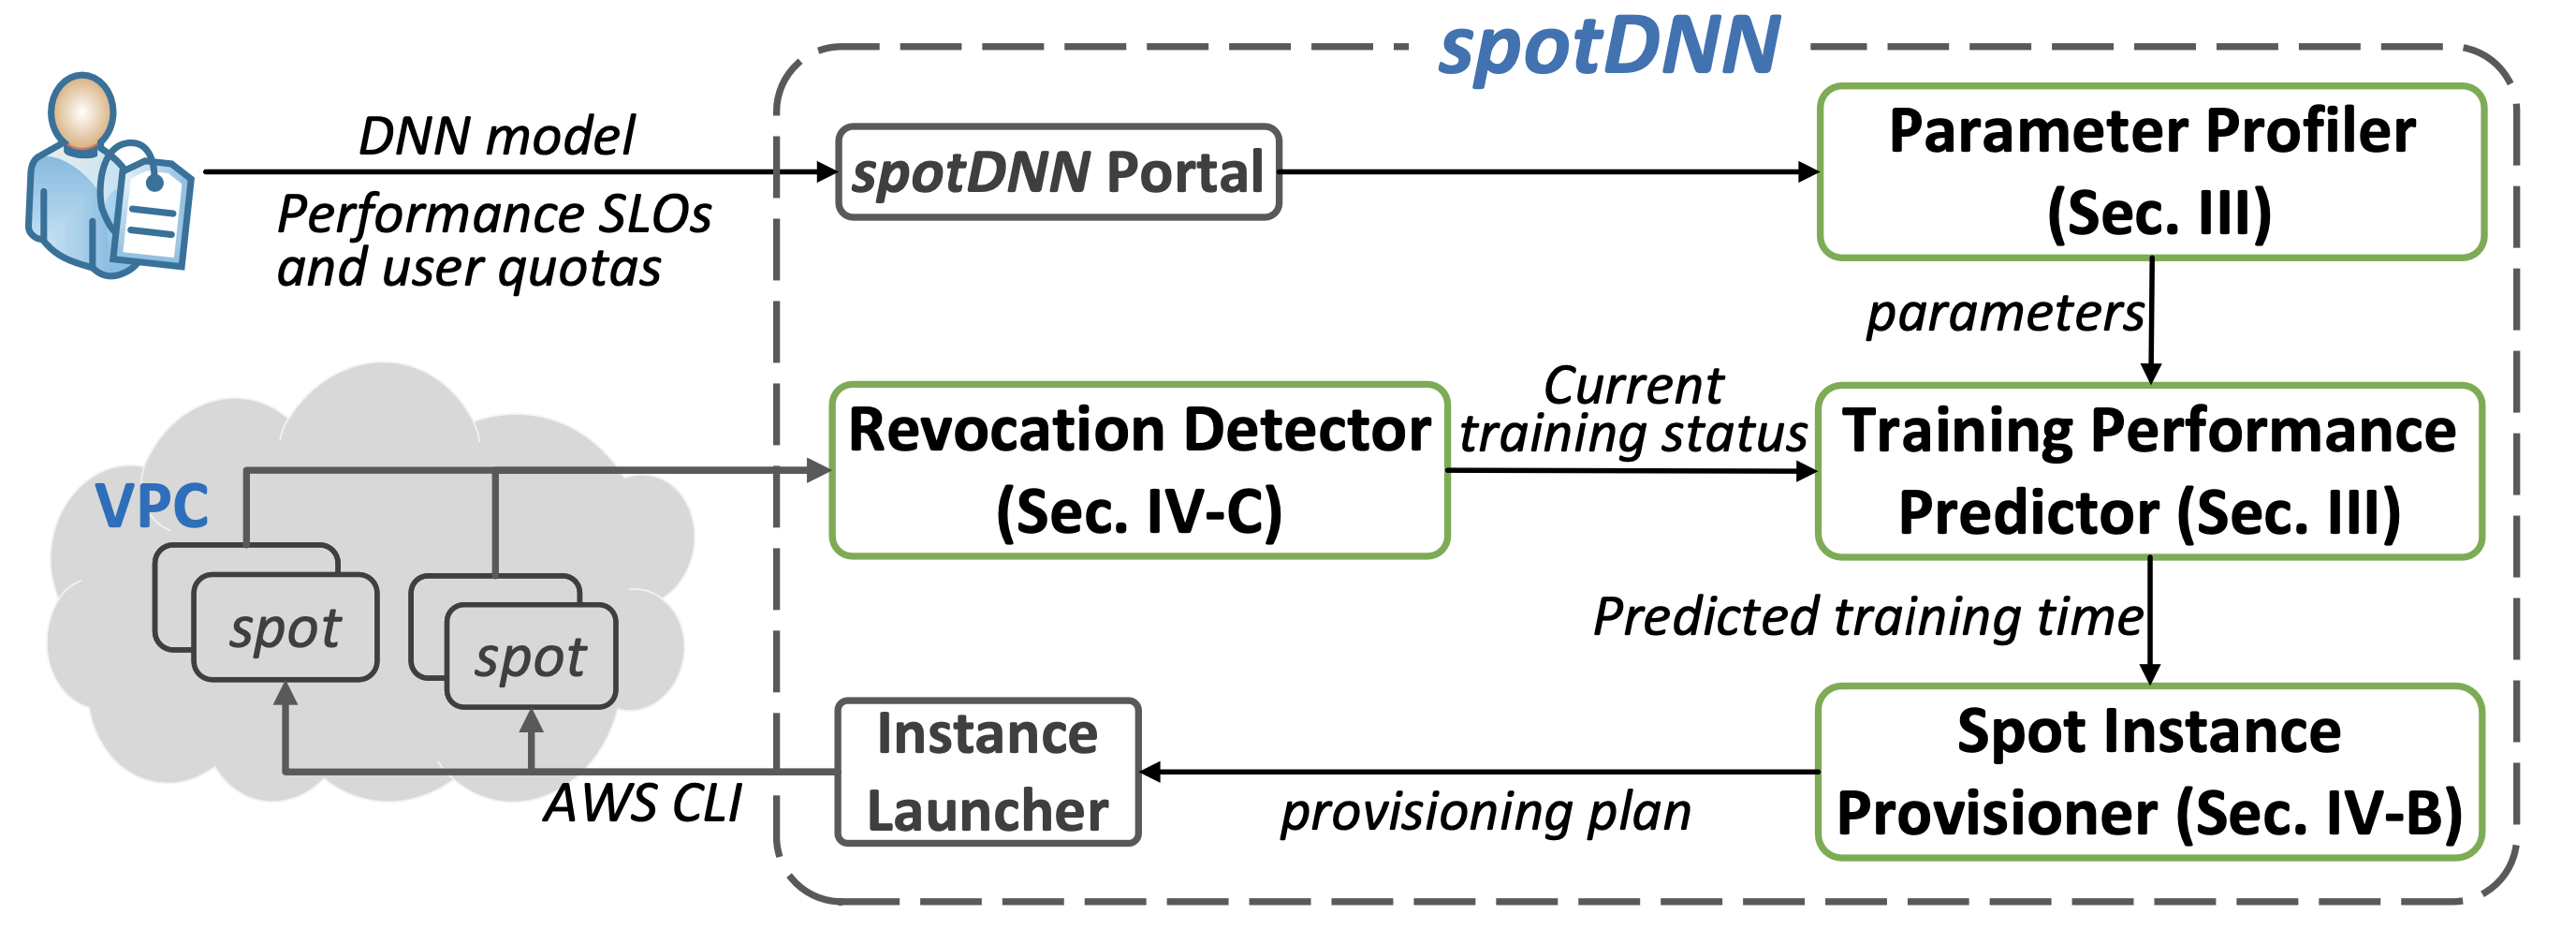 spotDNN
DNN model
Performance SLOs
and user quotas
spotDNN Portal
Parameter Profiler
(Sec. III)
parameters
VPC
spot
spot
Revocation Detector
(Sec. IV-C)
Current
training status
Training Performance
Predictor (Sec. III)
Predicted training time
AWS CLI
Instance
Launcher
provisioning plan
Spot Instance
Provisioner (Sec. IV-B)